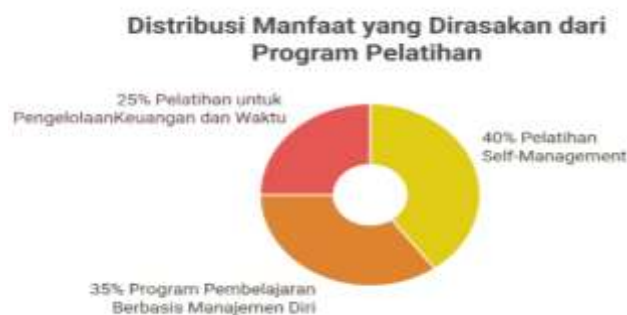 Distribusi Manfaat yang Dirasakan dari
Program Pelatihan
25% Pelatihan untuk
PengelolaanKeuangan dan Waktu
40% Pelatihan
Self-Management
35% Program Pembelajaran
Berbasis Manajemen Diri